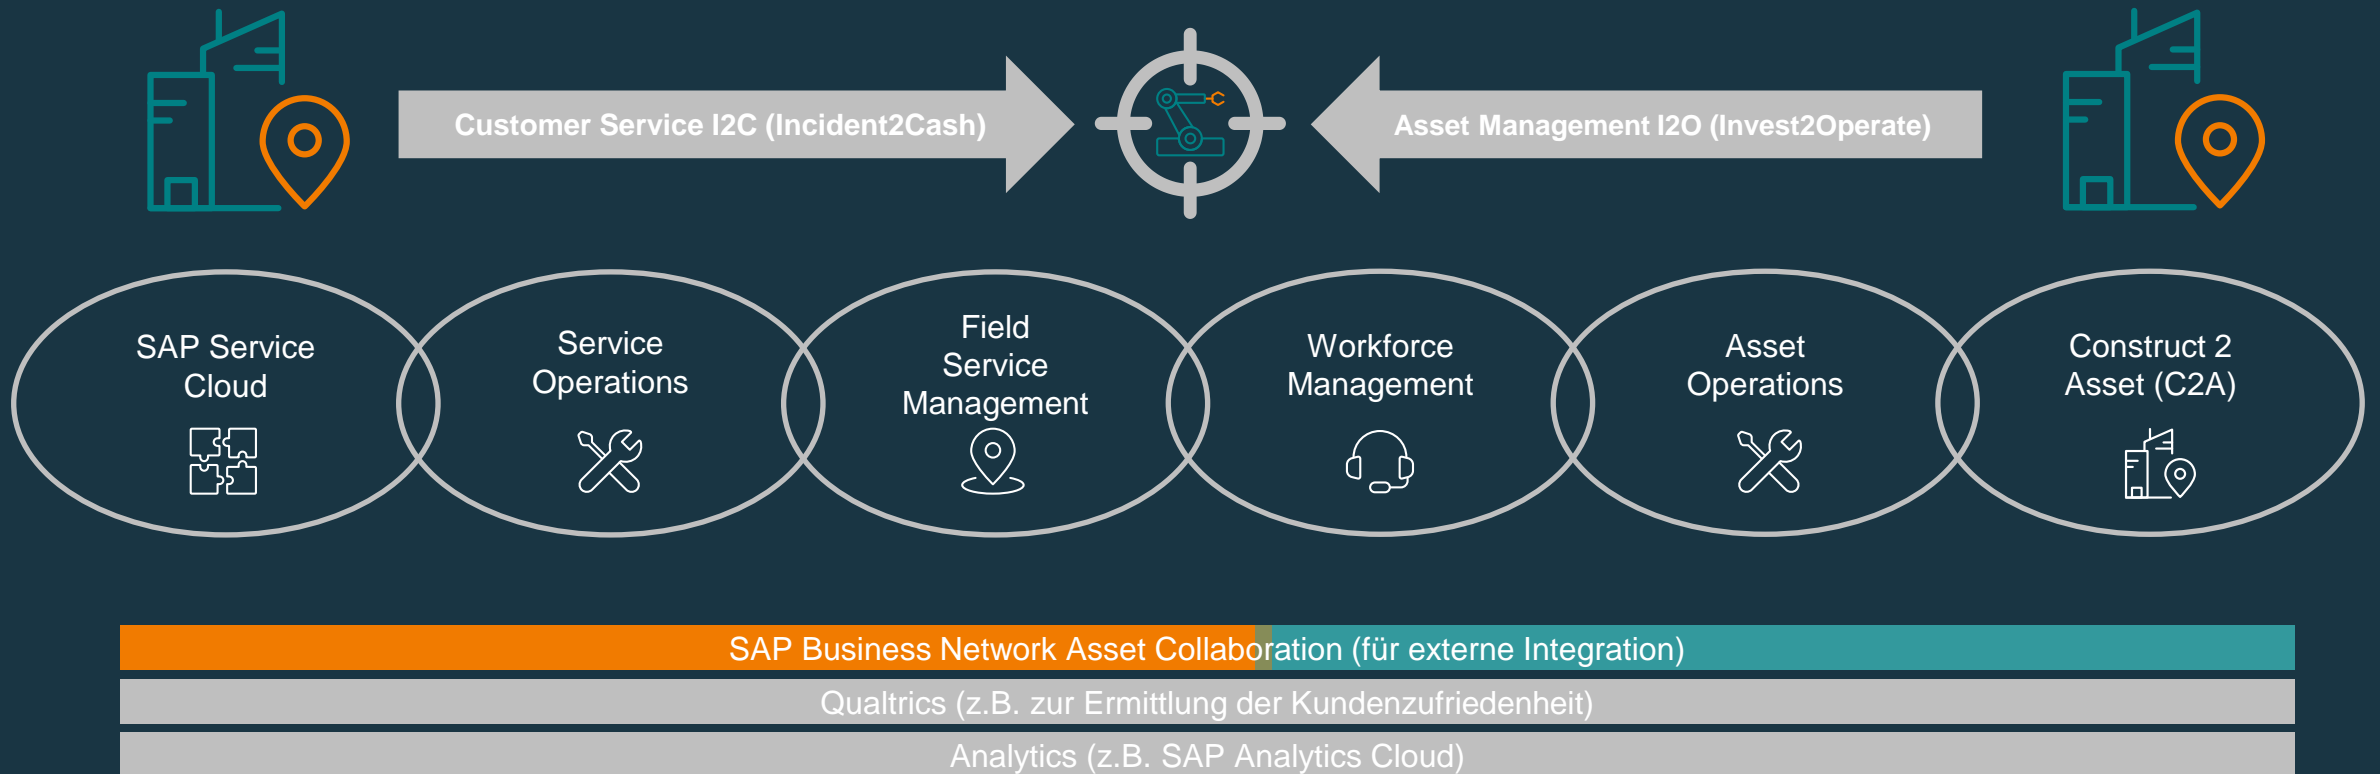 Customer Service I2C (Incident2Cash)
Asset Management I2O (Invest2Operate)
SAP Service
Cloud
Service
Operations
Field
Service
Management
Workforce
Management
Asset
Operations
Construct 2
Asset (C2A)
SAP Business Network Asset Collaboration (für externe Integration)
Qualtrics (z.B. zur Ermittlung der Kundenzufriedenheit)
Analytics (z.B. SAP Analytics Cloud)